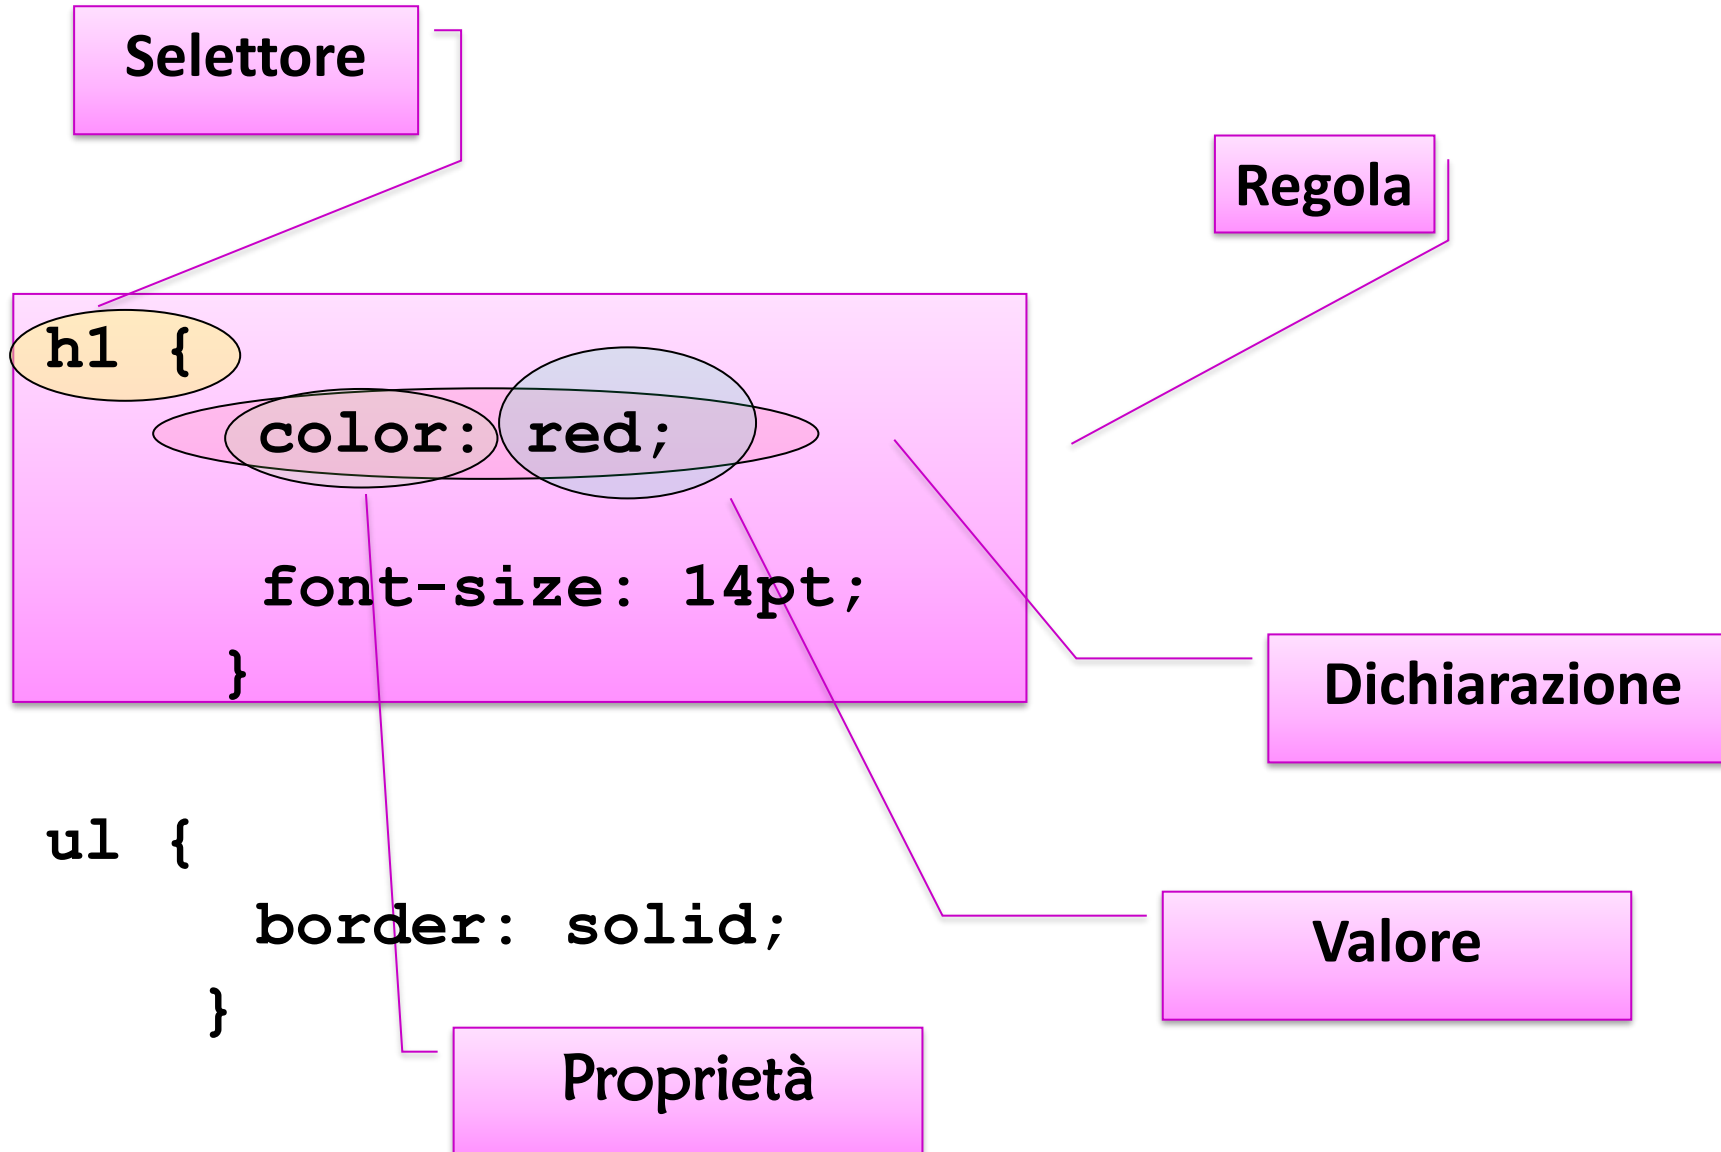 Selettore
Regola
h1 {
color: red;
font-size: 14pt;
}
Dichiarazione
ul {
border: solid;
Valore
}
Proprietà